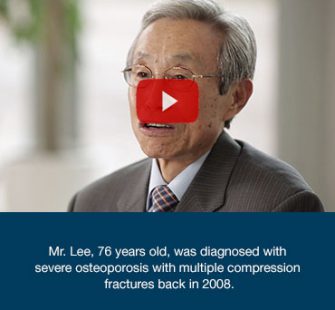 Mr. Lee, 76 years old, was diagnosed with
severe osteoporosis with multiple compression
fractures back in 2008.